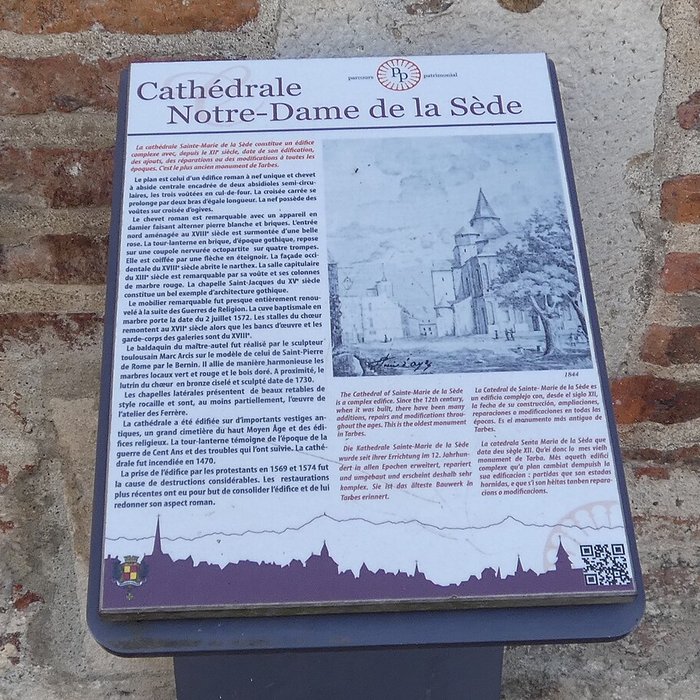 Cathédrale
Notre-Dame de la Sède
parcours PP patrimonial
La cathédrale Sainte-Marie de la Sède constitue un édifice
complexe avec, depuis le XIIe siècle, date de son édification,
des ajouts, des réparations ou des modifications à toutes les
époques. C'est le plus ancien monument de Tarbes.
Le plan est celui d'un édifice roman à nef unique et chevet
à abside centrale encadrée de deux absidioles semi-circu-
laires, les trois voûtées en cul-de-four. La croisée carrée se
prolonge par deux bras d'égale longueur. La nef possède des
voûtes sur croisée d'ogives.
Le chevet roman est remarquable avec un appareil en
damier faisant alterner pierre blanche et briques. L'entrée
nord aménagée au XVIIIe siècle est surmontée d'une belle
rose. La tour-lanterne en brique, d'époque gothique, repose
sur une coupole nervurée octopartite sur quatre trompes.
Elle est coiffée par une flèche en éteignoir. La façade occi-
dentale du XVIIIe siècle abrite le narthex. La salle capitulaire
du XIIIe siècle est remarquable par sa voûte et ses colonnes
de marbre rouge. La chapelle Saint-Jacques du XVe siècle
constitue un bel exemple d'architecture gothique.
Le mobilier remarquable fut presque entièrement renou-
velé à la suite des Guerres de Religion. La cuve baptismale en
marbre porte la date du 2 juillet 1572. Les stalles du chœur
remontent au XVIIe siècle alors que les bancs d'œuvre et les
garde-corps des galeries sont du XVIIIe.
Le baldaquin du maître-autel fut réalisé par le sculpteur
toulousain Marc Arcis sur le modèle de celui de Saint-Pierre
de Rome par le Bernin. Il allie de manière harmonieuse les
marbres locaux vert et rouge et le bois doré. A proximité, le
lutrin du chœur en bronze ciselé et sculpté date de 1730.
Les chapelles latérales présentent de beaux retables de
style rocaille et sont, au moins partiellement, l'œuvre de
l'atelier des Ferrère.
La cathédrale a été édifiée sur d'importants vestiges an-
tiques, un grand cimetière du haut Moyen Âge et des édi-
fices religieux. La tour-lanterne témoigne de l'époque de la
guerre de Cent Ans et des troubles qui l'ont suivie. La cathé-
drale fut incendiée en 1470.
La prise de l'édifice par les protestants en 1569 et 1574 fut
la cause de destructions considérables. Les restaurations
plus récentes ont eu pour but de consolider l'édifice et de lui
redonner son aspect roman.
1844
The Cathedral of Sainte-Marie de la Sède
is a complex edifice. Since the 12th century,
when it was built, there have been many
additions, repairs and modifications throu-
ghout the ages. This is the oldest monument
in Tarbes.
Die Kathedrale Sainte-Marie de la Sède
wurde seit ihrer Errichtung im 12. Jahrhun-
dert in allen Epochen erweitert, repariert
und umgebaut und erscheint deshalb sehr
komplex. Sie ist das älteste Bauwerk in
Tarbes erinnert.
La Catedral de Sainte- Marie de la Sède es
un edificio complejo con, desde el siglo XII,
la fecha de su construcción, ampliaciones,
reparaciones o modificaciones en todas las
épocas. Es el monumento más antiguo de
Tarbes.
La catedrala Senta Maria de la Sèda que
data deu sègle XII. Qu'ei donc lo mes vielh
monument de Tarba. Mès aqueth edifici
complexe qu'a plan cambiat dempuish la
sua edificacion : partidas que son estadas
hornidas, e que s'i son hèitas tanben repara-
cions o modificacions.